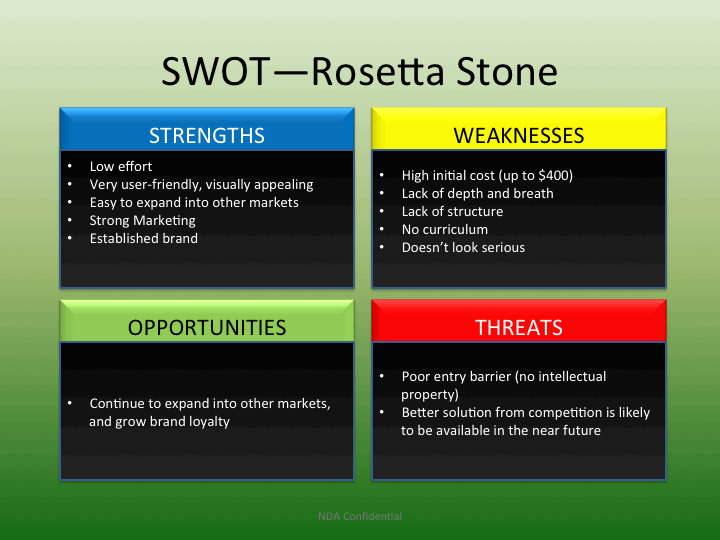 SWOT—Rosetta Stone
STRENGTHS
• Low effort
• Very user-friendly, visually appealing
• Easy to expand into other markets
• Strong Marketing
• Established brand
WEAKNESSES
• High initial cost (up to $400)
• Lack of depth and breath
• Lack of structure
• No curriculum
• Doesn’t look serious
OPPORTUNITIES
• Continue to expand into other markets,
and grow brand loyalty
THREATS
• Poor entry barrier (no intellectual
property)
• Better solution from competition is likely
to be available in the near future
NDA Confidential